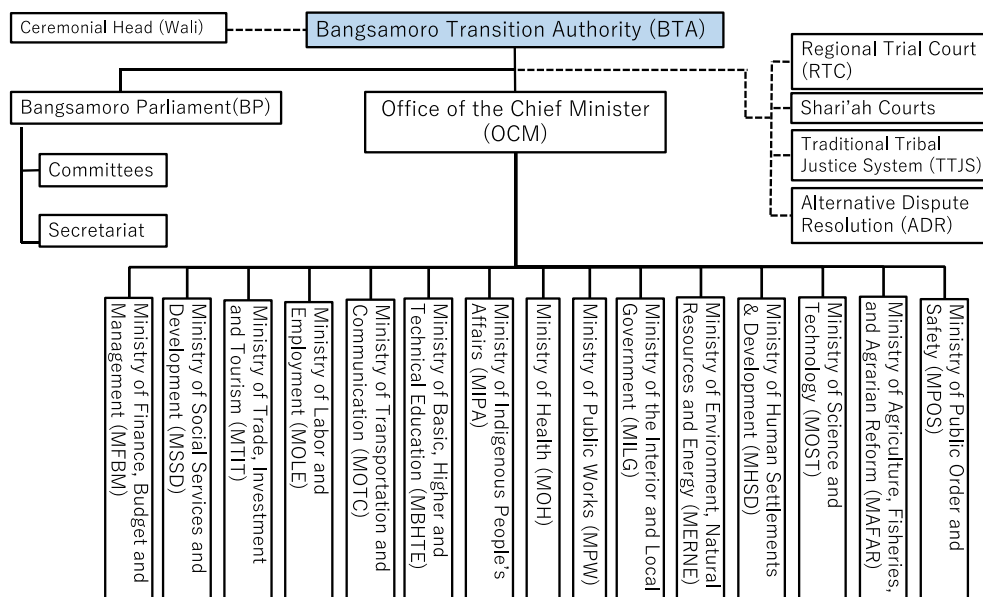 Ceremonial Head (Wali)
Bangsamoro Transition Authority (BTA)
Regional Trial Court
(RTC)
Bangsamoro Parliament(BP)
Office of the Chief Minister
(OCM)
Shari'ah Courts
Traditional Tribal
Justice System (TTJS)
Committees
Alternative Dispute
Resolution (ADR)
Secretariat
Ministry of Finance, Budget and
Management (MFBM)
Ministry of Social Services and
Development (MSSD)
Ministry of Trade, Investment
and Tourism (MTIT)
Ministry of Labor and
Employment (MOLE)
Ministry of Transportation and
Communication (MOTC)
Ministry of Basic, Higher and
Technical Education (MBHTE)
Ministry of Indigenous People's
Affairs (MIPA)
Ministry of Health (MOH)
Ministry of Public Works (MPW)
Ministry of the Interior and Local
Government (MILG)
Ministry of Environment, Natural
Resources and Energy (MERNE)
Ministry of Human Settlements
& Development (MHSD)
Ministry of Science and
Technology (MOST)
Ministry of Agriculture, Fisheries,
and Agrarian Reform (MAFAR)
Ministry of Public Order and
Safety (MPOS)